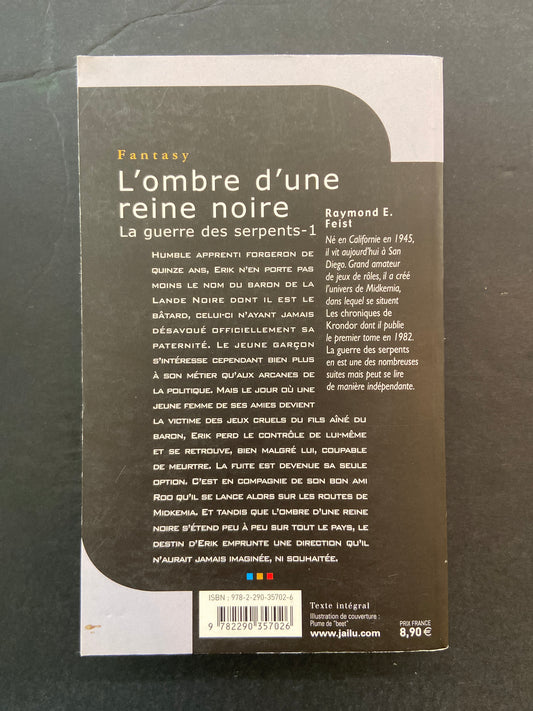 Fantasy
L'ombre d'une
reine noire
La guerre des serpents-1
Humble apprenti forgeron de
quinze ans, Erik n'en porte pas
moins le nom du baron de la
Lande Noire dont il est le
bâtard, celui-ci n'ayant jamais
désavoué officiellement sa
paternité. Le jeune garçon
s'intéresse cependant bien plus
à son métier qu'aux arcanes de
la politique. Mais le jour où une
jeune femme de ses amies devient
la victime des jeux cruels du fils aîné du
baron, Erik perd le contrôle de lui-même
et se retrouve, bien malgré lui, coupable
de meurtre. La fuite est devenue sa seule
option. C'est en compagnie de son bon ami
Roo qu'il se lance alors sur les routes de
Midkemia. Et tandis que l'ombre d'une reine
noire s'étend peu à peu sur tout le pays, le
destin d'Erik emprunte une direction qu'il
n'aurait jamais imaginée, ni souhaitée.
Raymond E.
Feist
Né en Californie en 1945,
il vit aujourd'hui à San
Diego. Grand amateur
de jeux de rôles, il a créé
l'univers de Midkemia,
dans lequel se situent
Les chroniques de
Krondor dont il publie
le premier tome en 1982.
La guerre des serpents
en est une des nombreuses
suites mais peut se lire
de manière indépendante.
ISBN : 978-2-290-35702-6
9 782290 357026
Texte intégral
Illustration de couverture :
Plume de "beet"
www.jailu.com
PRIX FRANCE
8,90 €